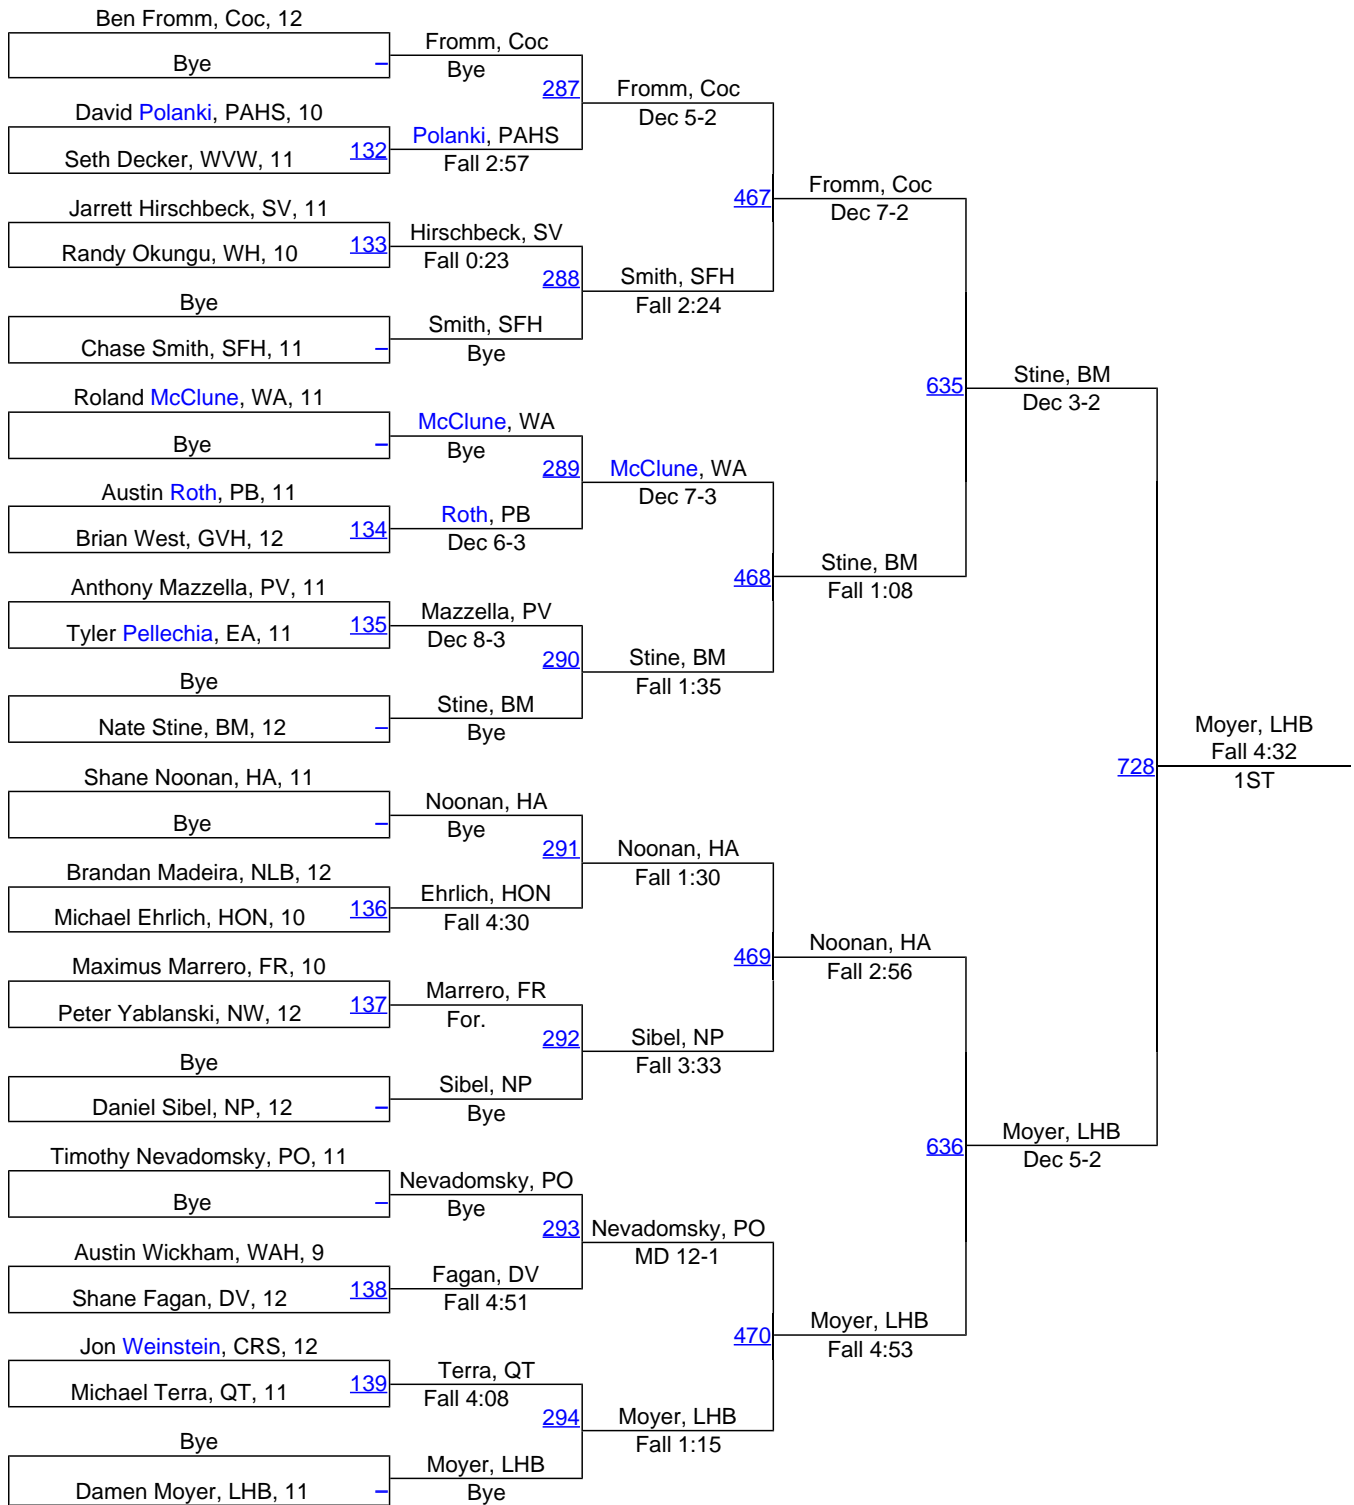 Ben Fromm, Coc, 12
Bye
–
Fromm, Coc
Bye
287
David Polanki, PAHS, 10
Seth Decker, WVW, 11
132
Polanki, PAHS
Fall 2:57
Fromm, Coc
Dec 5-2
467
Jarrett Hirschbeck, SV, 11
Randy Okungu, WH, 10
133
Hirschbeck, SV
Fall 0:23
288
Bye
Chase Smith, SFH, 11
–
Smith, SFH
Bye
Smith, SFH
Fall 2:24
Fromm, Coc
Dec 7-2
635
Roland McClune, WA, 11
Bye
–
McClune, WA
Bye
289
Austin Roth, PB, 11
Brian West, GVH, 12
134
Roth, PB
Dec 6-3
McClune, WA
Dec 7-3
468
Anthony Mazzella, PV, 11
Tyler Pellechia, EA, 11
135
Mazzella, PV
Dec 8-3
290
Bye
Nate Stine, BM, 12
–
Stine, BM
Bye
Stine, BM
Fall 1:35
Stine, BM
Fall 1:08
Stine, BM
Dec 3-2
728
Moyer, LHB
Fall 4:32
1ST
Shane Noonan, HA, 11
Bye
–
Noonan, HA
Bye
291
Brandan Madeira, NLB, 12
Michael Ehrlich, HON, 10
136
Ehrlich, HON
Fall 4:30
Noonan, HA
Fall 1:30
469
Maximus Marrero, FR, 10
Peter Yablanski, NW, 12
137
Marrero, FR
For.
292
Bye
Daniel Sibel, NP, 12
–
Sibel, NP
Bye
Sibel, NP
Fall 3:33
Noonan, HA
Fall 2:56
636
Moyer, LHB
Dec 5-2
Timothy Nevadomsky, PO, 11
Bye
–
Nevadomsky, PO
Bye
293
Austin Wickham, WAH, 9
Shane Fagan, DV, 12
138
Fagan, DV
Fall 4:51
Nevadomsky, PO
MD 12-1
470
Moyer, LHB
Fall 4:53
Jon Weinstein, CRS, 12
Michael Terra, QT, 11
139
Terra, QT
Fall 4:08
294
Bye
Damen Moyer, LHB, 11
–
Moyer, LHB
Bye
Moyer, LHB
Fall 1:15